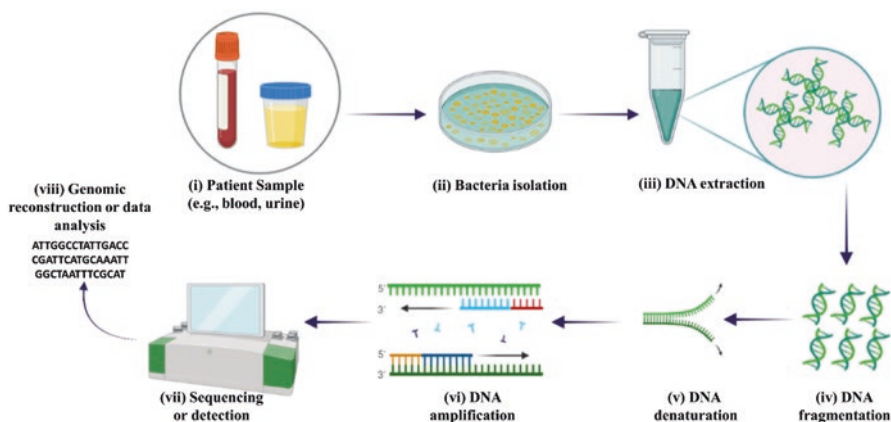 (i) Patient Sample
(e.g., blood, urine)
(ii) Bacteria isolation
(iii) DNA extraction
(iv) DNA
fragmentation
(v) DNA
denaturation
5'
3'
5'
3'
(vi) DNA
amplification
(vii) Sequencing
or detection
(viii) Genomic
reconstruction or data
analysis
ATTGGCCTATTGACC
CGATTCATGCAAATT
GGCTAATTTCGCAT